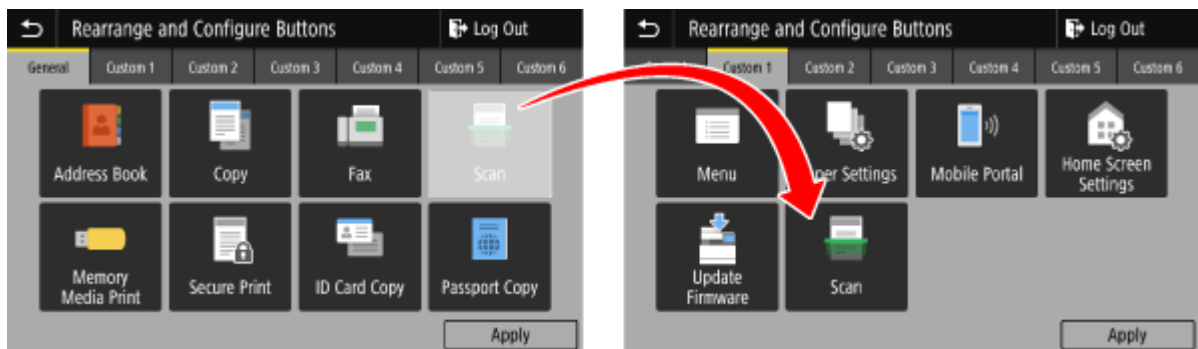 Rearrange and Configure Buttons
Log Out
General Custom 1 Custom 2 Custom 3 Custom 4 Custom 5 Custom 6
Address Book Copy Fax Scan
Memory
Media Print
Secure Print ID Card Copy Passport Copy
Apply
Rearrange and Configure Buttons
Log Out
Custom 1 Custom 2 Custom 3 Custom 4 Custom 5 Custom 6
Menu Settings Mobile Portal
Home Screen
Settings
Update
Firmware
Scan
Apply